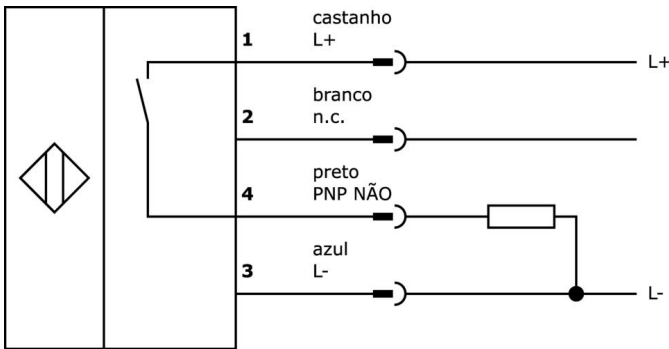 castanho
1 L+ L+
branco
2 n.c.
preto
4 PNP NÃO
azul
3 L- L-